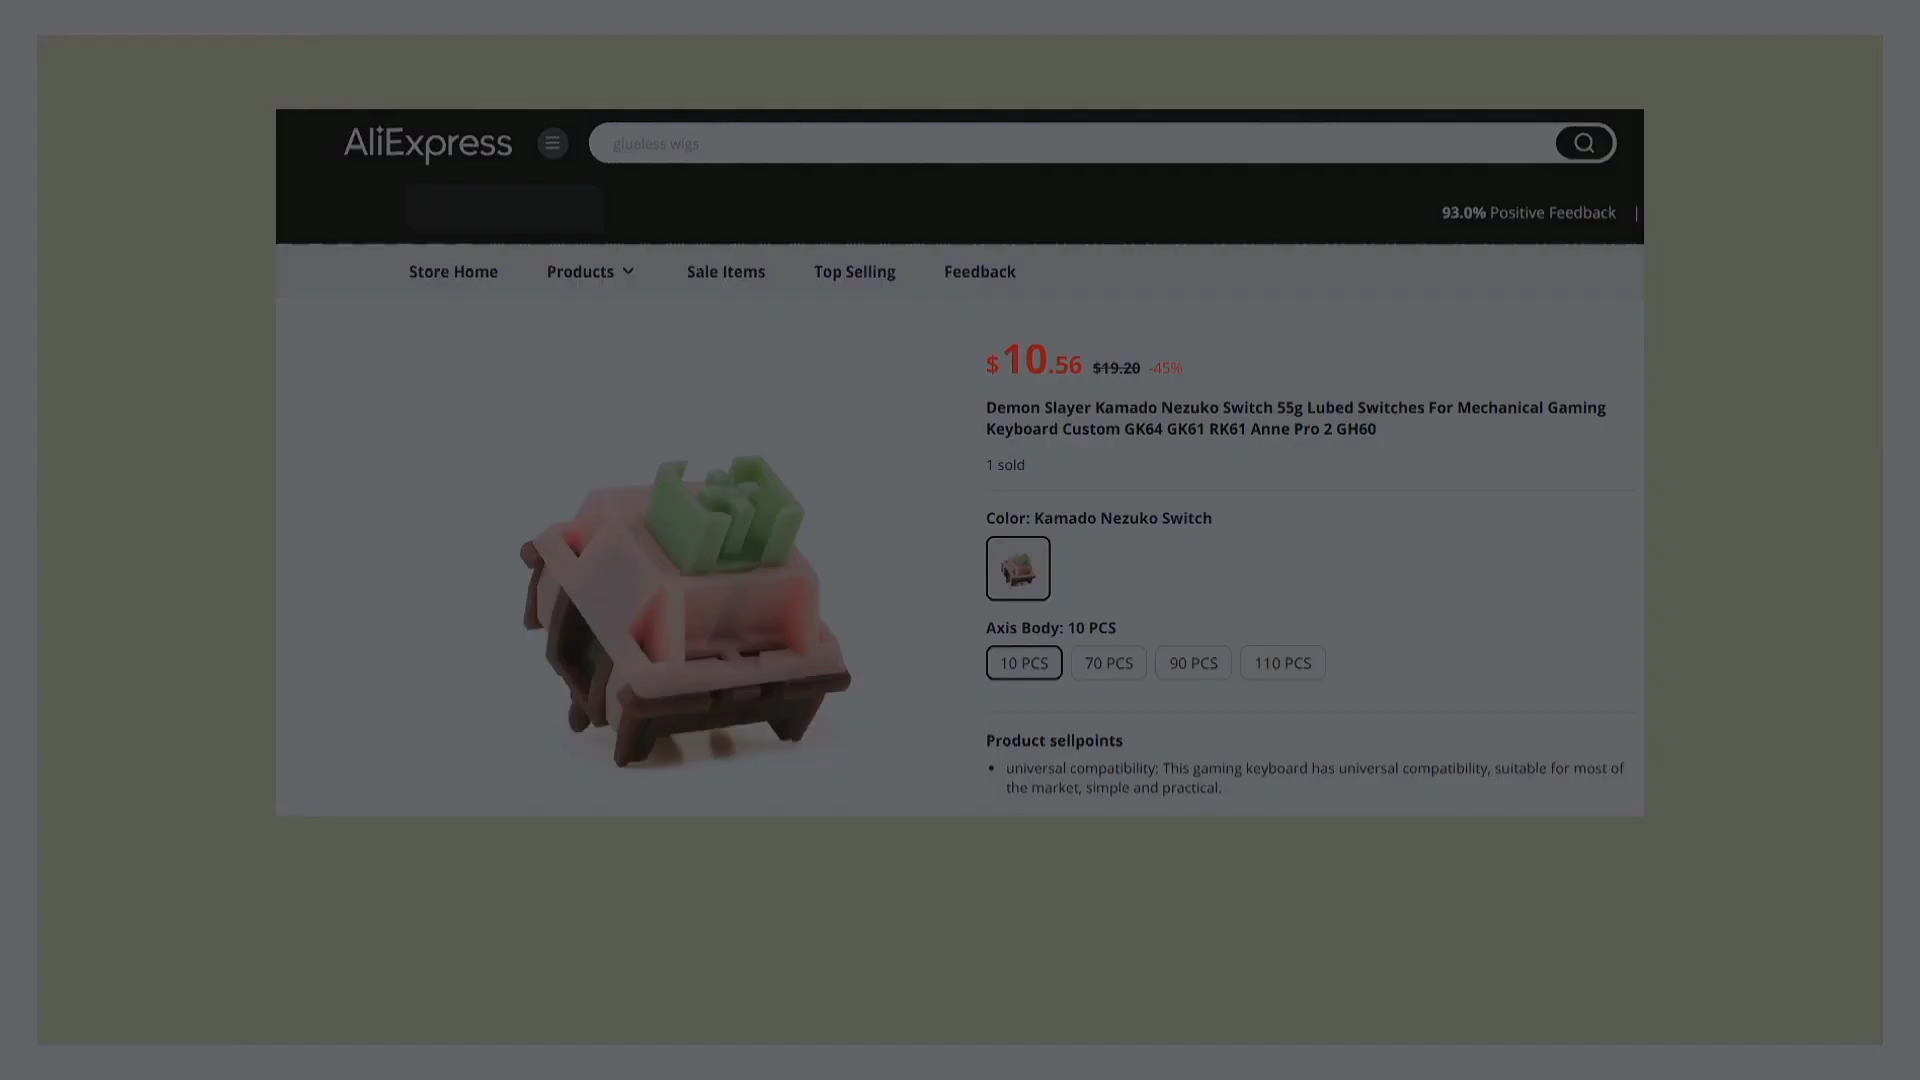 AliExpress
glueless wigs
93.0% Positive Feedback |
Store Home Products Sale Items Top Selling Feedback
$10.56 $19.20 -45%
Demon Slayer Kamado Nezuko Switch 55g Lubed Switches For Mechanical Gaming
Keyboard Custom GK64 GK61 RK61 Anne Pro 2 GH60
1 sold
Color: Kamado Nezuko Switch
Axis Body: 10 PCS
10 PCS 70 PCS 90 PCS 110 PCS
Product sellpoints
• universal compatibility: This gaming keyboard has universal compatibility, suitable for most of
the market, simple and practical.